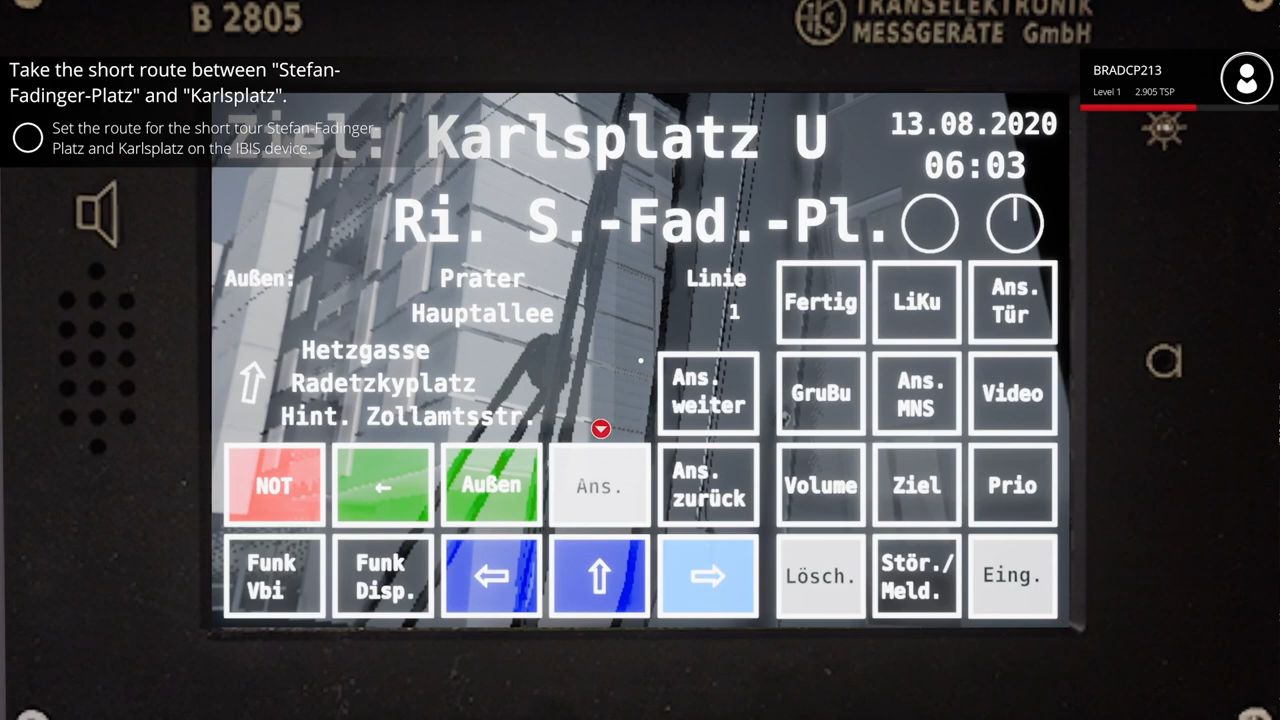 B 2805
TRANSELEKTRONIK
MESSGERÄTE GmbH
Take the short route between "Stefan-
Fadinger-Platz" and "Karlsplatz".
Set the route for the short tour Stefan-Fadinger-
Platz and Karlsplatz on the IBIS device.
BRADCP213
Level 1 2.905 TSP
Ziel: Karlsplatz U
13.08.2020
06:03
Ri. S.-Fad.-Pl.
Außen:
Prater
Hauptallee
Linie
1
Hetzgasse
Radetzkyplatz
Hint. Zollamtsstr.
Fertig
LiKu
Ans.
Tür
Ans.
weiter
GruBu
Ans.
MNS
Video
NOT
←
Außen
Ans.
Ans.
zurück
Volume
Ziel
Prio
Funk
Vbi
Funk
Disp.
⇦
⇧
⇨
Lösch.
Stör./
Meld.
Eing.